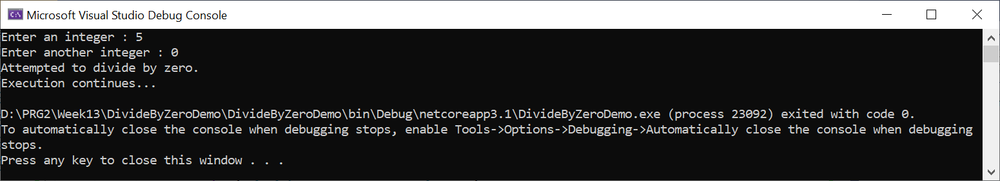 Microsoft Visual Studio Debug Console
Enter an integer : 5
Enter another integer : 0
Attempted to divide by zero.
Execution continues...
D:\PRG2\Week13\DivideByZeroDemo\DivideByZeroDemo\bin\Debug\netcoreapp3.1\DivideByZeroDemo.exe (process 23092) exited with code 0.
To automatically close the console when debugging stops, enable Tools->Options->Debugging->Automatically close the console when debugging
stops.
Press any key to close this window . . .